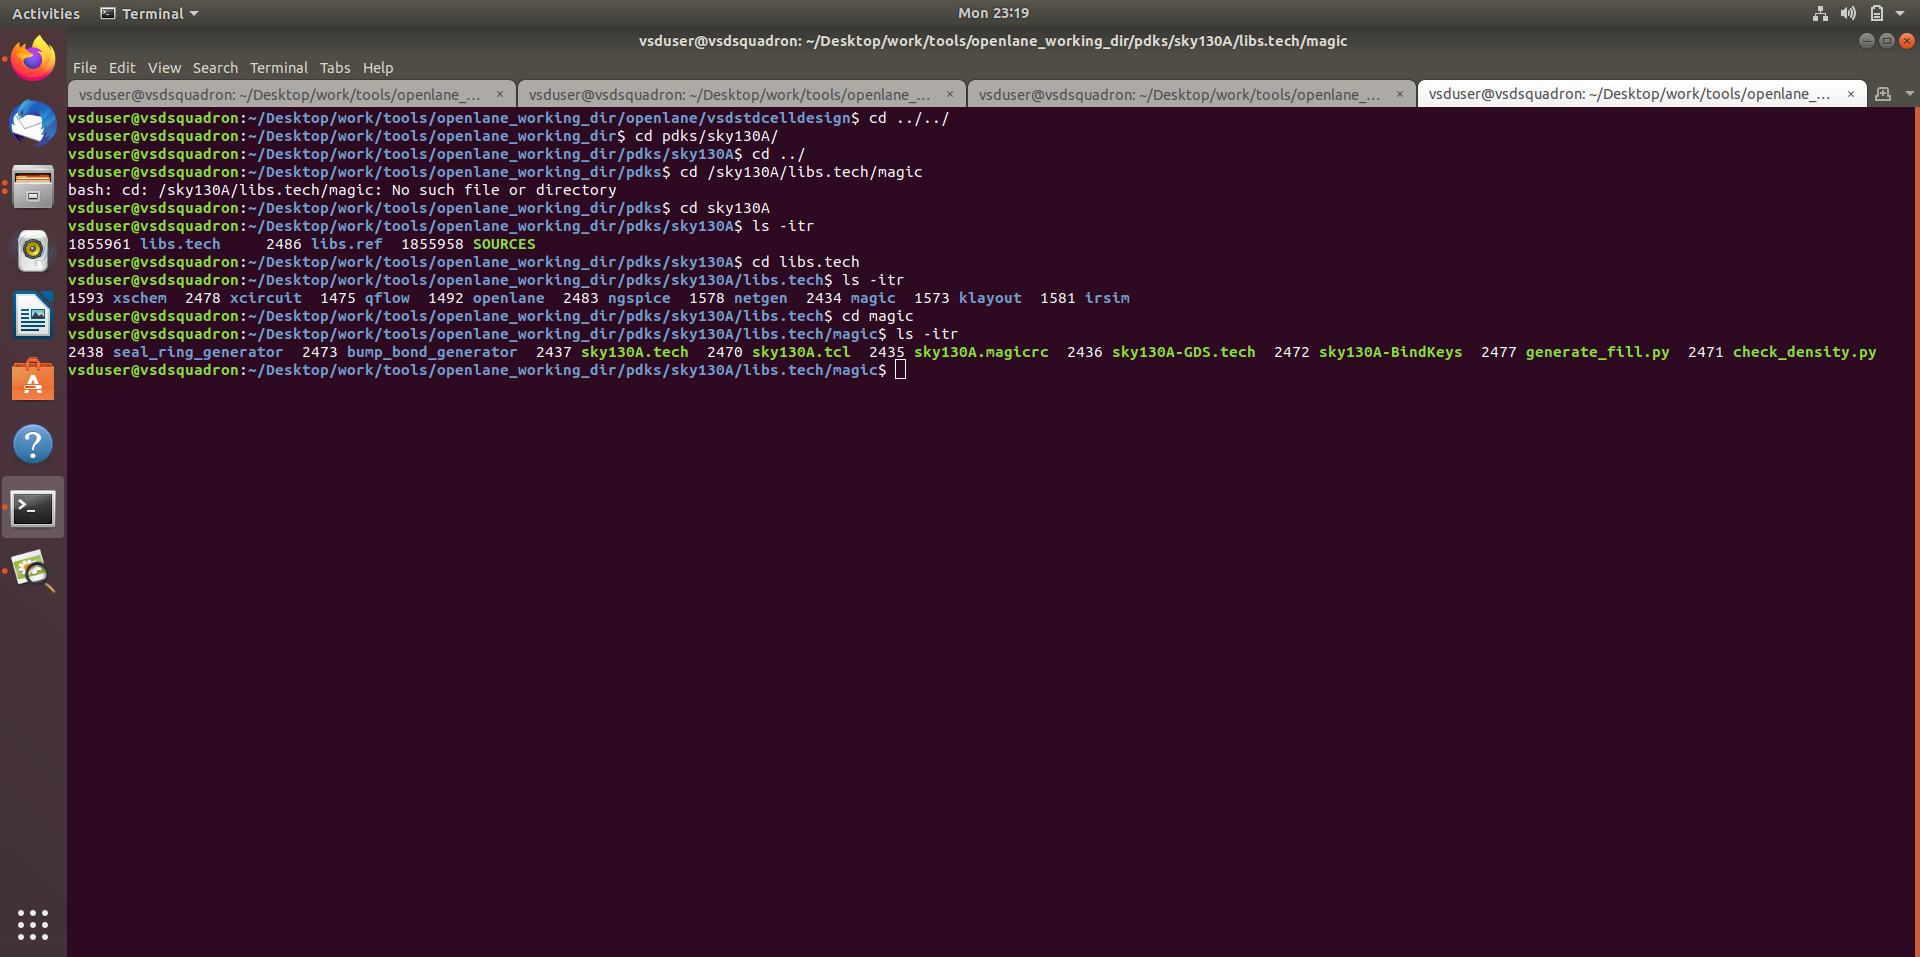 Activities Terminal Mon 23:19
vsduser@vsdsquadron: ~/Desktop/work/tools/openlane_working_dir/pdks/sky130A/libs.tech/magic
File Edit View Search Terminal Tabs Help
vsduser@vsdsquadron: ~/Desktop/work/tools/openlane_... × vsduser@vsdsquadron: ~/Desktop/work/tools/openlane_... × vsduser@vsdsquadron: ~/Desktop/work/tools/openlane_... × vsduser@vsdsquadron: ~/Desktop/work/tools/openlane_... ×
vsduser@vsdsquadron:~/Desktop/work/tools/openlane_working_dir/openlane/vsdstdcelldesign$ cd ../../
vsduser@vsdsquadron:~/Desktop/work/tools/openlane_working_dir$ cd pdks/sky130A/
vsduser@vsdsquadron:~/Desktop/work/tools/openlane_working_dir/pdks/sky130A$ cd ../
vsduser@vsdsquadron:~/Desktop/work/tools/openlane_working_dir/pdks$ cd /sky130A/libs.tech/magic
bash: cd: /sky130A/libs.tech/magic: No such file or directory
vsduser@vsdsquadron:~/Desktop/work/tools/openlane_working_dir/pdks$ cd sky130A
vsduser@vsdsquadron:~/Desktop/work/tools/openlane_working_dir/pdks/sky130A$ ls -itr
1855961 libs.tech     2486 libs.ref  1855958 SOURCES
vsduser@vsdsquadron:~/Desktop/work/tools/openlane_working_dir/pdks/sky130A$ cd libs.tech
vsduser@vsdsquadron:~/Desktop/work/tools/openlane_working_dir/pdks/sky130A/libs.tech$ ls -itr
1593 xschem  2478 xcircuit  1475 qflow  1492 openlane  2483 ngspice  1578 netgen  2434 magic  1573 klayout  1581 irsim
vsduser@vsdsquadron:~/Desktop/work/tools/openlane_working_dir/pdks/sky130A/libs.tech$ cd magic
vsduser@vsdsquadron:~/Desktop/work/tools/openlane_working_dir/pdks/sky130A/libs.tech/magic$ ls -itr
2438 seal_ring_generator  2473 bump_bond_generator  2437 sky130A.tech  2470 sky130A.tcl  2435 sky130A.magicrc  2436 sky130A-GDS.tech  2472 sky130A-BindKeys  2477 generate_fill.py  2471 check_density.py
vsduser@vsdsquadron:~/Desktop/work/tools/openlane_working_dir/pdks/sky130A/libs.tech/magic$